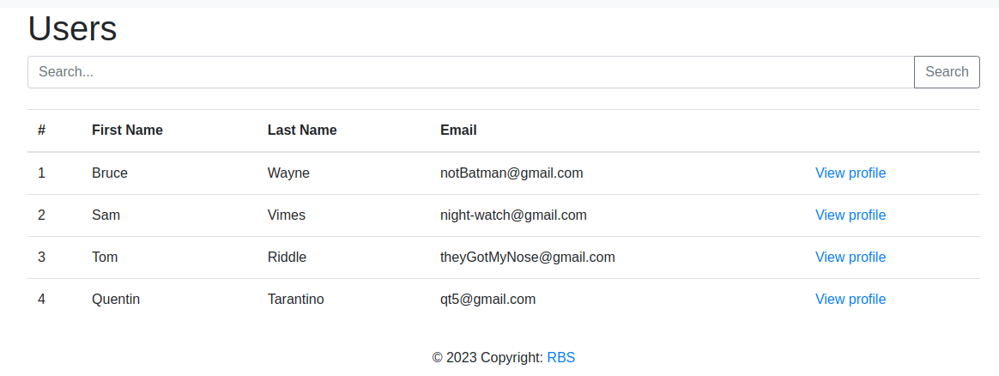 Users
Search... Search
# First Name Last Name Email
1 Bruce Wayne notBatman@gmail.com View profile
2 Sam Vimes night-watch@gmail.com View profile
3 Tom Riddle theyGotMyNose@gmail.com View profile
4 Quentin Tarantino qt5@gmail.com View profile
© 2023 Copyright: RBS